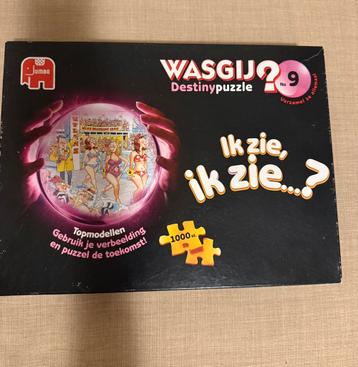 Jumbo
WASGIJ?
Destinypuzzle
No 9
Verzamel ze allemaal
Ik zie,
ik zie...?
Topmodellen
Gebruik je verbeelding
en puzzel de toekomst!
1000